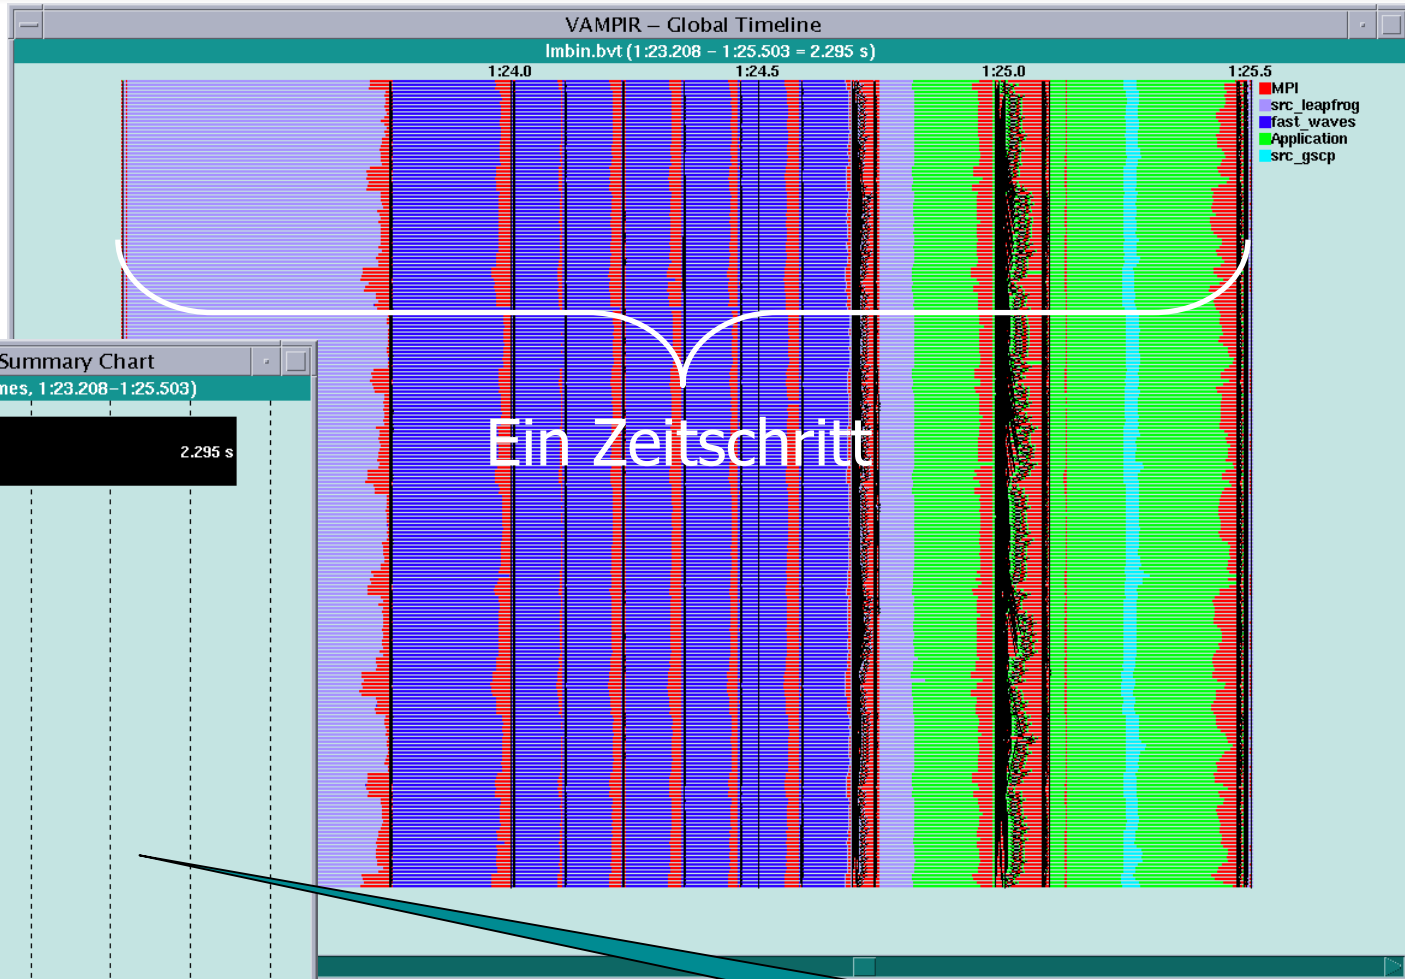 VAMPIR – Global Timeline
lmbin.bvt (1:23.208 – 1:25.503 = 2.295 s)
1:24.0 1:24.5 1:25.0 1:25.5
MPI
src_leapfrog
fast_waves
Application
src_gscp
Summary Chart
mes, 1:23.208–1:25.503)
2.295 s
Ein Zeitschritt